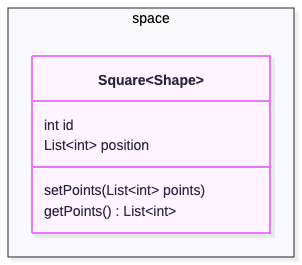 space
Square<Shape>
int id
List<int> position
setPoints(List<int> points)
getPoints() : List<int>